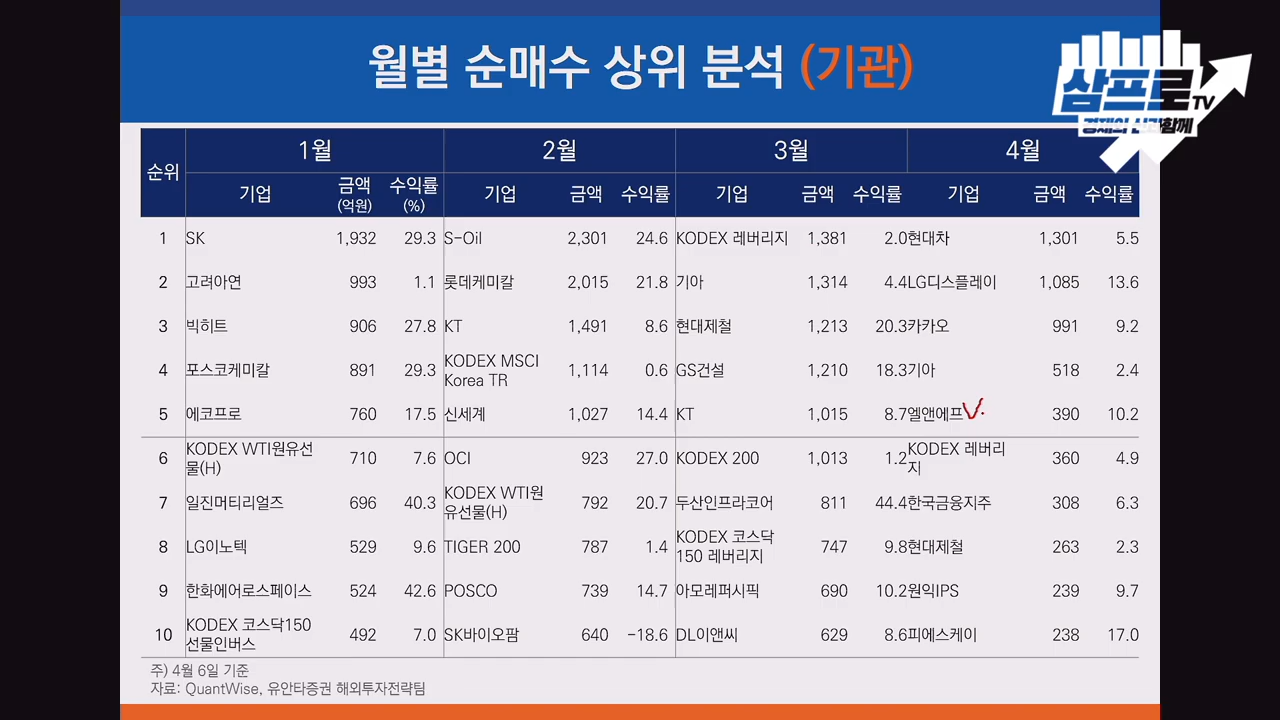 월별 순매수 상위 분석 (기관)
삼프로TV
경제의 신과함께
순위 1월 2월 3월 4월
기업 금액 (억원) 수익률 (%) 기업 금액 수익률 기업 금액 수익률 기업 금액 수익률
1 SK 1,932 29.3 S-Oil 2,301 24.6 KODEX 레버리지 1,381 2.0 현대차 1,301 5.5
2 고려아연 993 1.1 롯데케미칼 2,015 21.8 기아 1,314 4.4 LG디스플레이 1,085 13.6
3 빅히트 906 27.8 KT 1,491 8.6 현대제철 1,213 20.3 카카오 991 9.2
4 포스코케미칼 891 29.3 KODEX MSCI Korea TR 1,114 0.6 GS건설 1,210 18.3 기아 518 2.4
5 에코프로 760 17.5 신세계 1,027 14.4 KT 1,015 8.7 엘앤에프 390 10.2
6 KODEX WTI원유선물(H) 710 7.6 OCI 923 27.0 KODEX 200 1,013 1.2 KODEX 레버리지 360 4.9
7 일진머티리얼즈 696 40.3 KODEX WTI원유선물(H) 792 20.7 두산인프라코어 811 44.4 한국금융지주 308 6.3
8 LG이노텍 529 9.6 TIGER 200 787 1.4 KODEX 코스닥150 레버리지 747 9.8 현대제철 263 2.3
9 한화에어로스페이스 524 42.6 POSCO 739 14.7 아모레퍼시픽 690 10.2 원익IPS 239 9.7
10 KODEX 코스닥150선물인버스 492 7.0 SK바이오팜 640 -18.6 DL이앤씨 629 8.6 피에스케이 238 17.0
주) 4월 6일 기준
자료: QuantWise, 유안타증권 해외투자전략팀